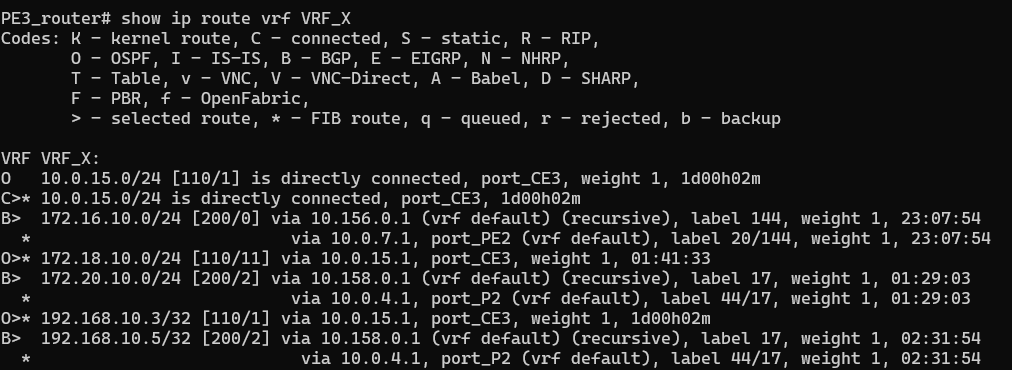 PE3_router# show ip route vrf VRF_X
Codes: K - kernel route, C - connected, S - static, R - RIP,
       O - OSPF, I - IS-IS, B - BGP, E - EIGRP, N - NHRP,
       T - Table, v - VNC, V - VNC-Direct, A - Babel, D - SHARP,
       F - PBR, f - OpenFabric,
       > - selected route, * - FIB route, q - queued, r - rejected, b - backup

VRF VRF_X:
O   10.0.15.0/24 [110/1] is directly connected, port_CE3, weight 1, 1d00h02m
C>* 10.0.15.0/24 is directly connected, port_CE3, 1d00h02m
B>  172.16.10.0/24 [200/0] via 10.156.0.1 (vrf default) (recursive), label 144, weight 1, 23:07:54
  *                          via 10.0.7.1, port_PE2 (vrf default), label 20/144, weight 1, 23:07:54
O>* 172.18.10.0/24 [110/11] via 10.0.15.1, port_CE3, weight 1, 01:41:33
B>  172.20.10.0/24 [200/2] via 10.158.0.1 (vrf default) (recursive), label 17, weight 1, 01:29:03
  *                          via 10.0.4.1, port_P2 (vrf default), label 44/17, weight 1, 01:29:03
O>* 192.168.10.3/32 [110/1] via 10.0.15.1, port_CE3, weight 1, 1d00h02m
B>  192.168.10.5/32 [200/2] via 10.158.0.1 (vrf default) (recursive), label 17, weight 1, 02:31:54
  *                           via 10.0.4.1, port_P2 (vrf default), label 44/17, weight 1, 02:31:54